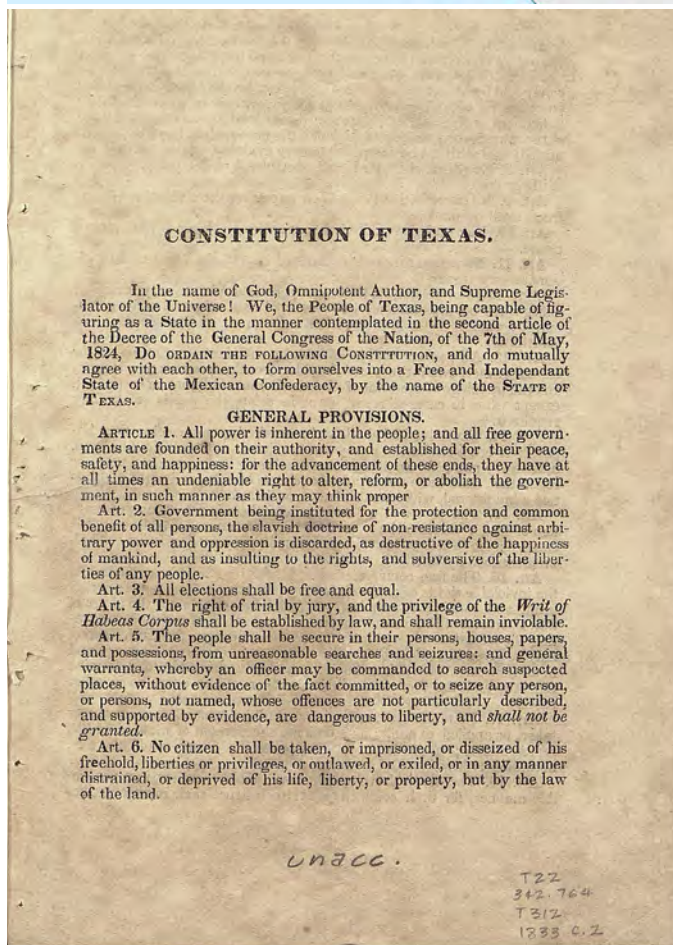 CONSTITUTION OF TEXAS.
In the name of God, Omnipotent Author, and Supreme Legis-
lator of the Universe! We, the People of Texas, being capable of fig-
uring as a State in the manner contemplated in the second article of
the Decree of the General Congress of the Nation, of the 7th of May,
1824, DO ORDAIN THE FOLLOWING CONSTITUTION, and do mutually
agree with each other, to form ourselves into a Free and Independant
State of the Mexican Confederacy, by the name of the STATE OF
TEXAS.
GENERAL PROVISIONS.
ARTICLE 1. All power is inherent in the people; and all free govern-
ments are founded on their authority, and established for their peace,
safety, and happiness: for the advancement of these ends, they have at
all times an undeniable right to alter, reform, or abolish the govern-
ment, in such manner as they may think proper
Art. 2. Government being instituted for the protection and common
benefit of all persons, the slavish doctrine of non-resistance against arbi-
trary power and oppression is discarded, as destructive of the happiness
of mankind, and as insulting to the rights, and subversive of the liber-
ties of any people.
Art. 3. All elections shall be free and equal.
Art. 4. The right of trial by jury, and the privilege of the Writ of
Habeas Corpus shall be established by law, and shall remain inviolable.
Art. 5. The people shall be secure in their persons, houses, papers,
and possessions, from unreasonable searches and seizures: and general
warrants, whereby an officer may be commanded to search suspected
places, without evidence of the fact committed, or to seize any person,
or persons, not named, whose offences are not particularly described,
and supported by evidence, are dangerous to liberty, and shall not be
granted.
Art. 6. No citizen shall be taken, or imprisoned, or disseized of his
freehold, liberties or privileges, or outlawed, or exiled, or in any manner
distrained, or deprived of his life, liberty, or property, but by the law
of the land.
unacc.
T22
342.764
T312
1833 c.2